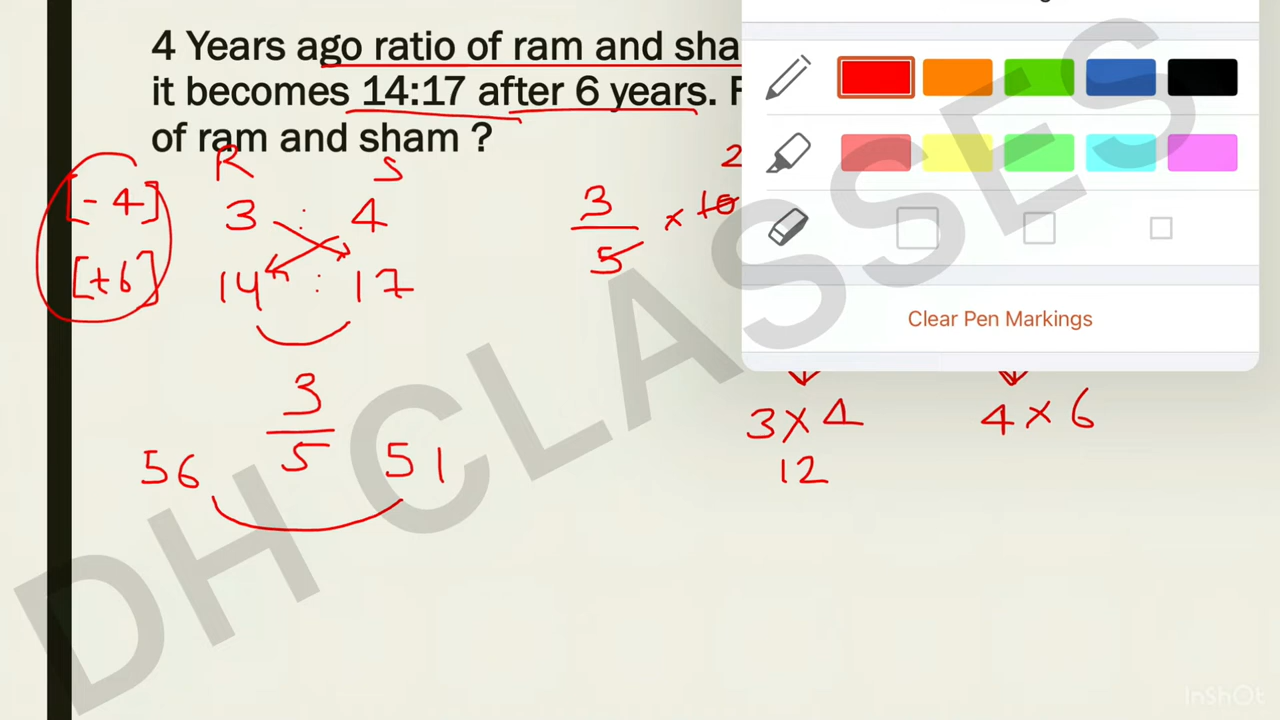 4 Years ago ratio of ram and sha
it becomes 14:17 after 6 years. F
of ram and sham ?
R S
[- 4] 3 : 4
[+6] 14 : 17
3/5 × 10
2
3
5
56 51
3 × 4 4 × 6
12
Clear Pen Markings
DH CLASSES
InShOt